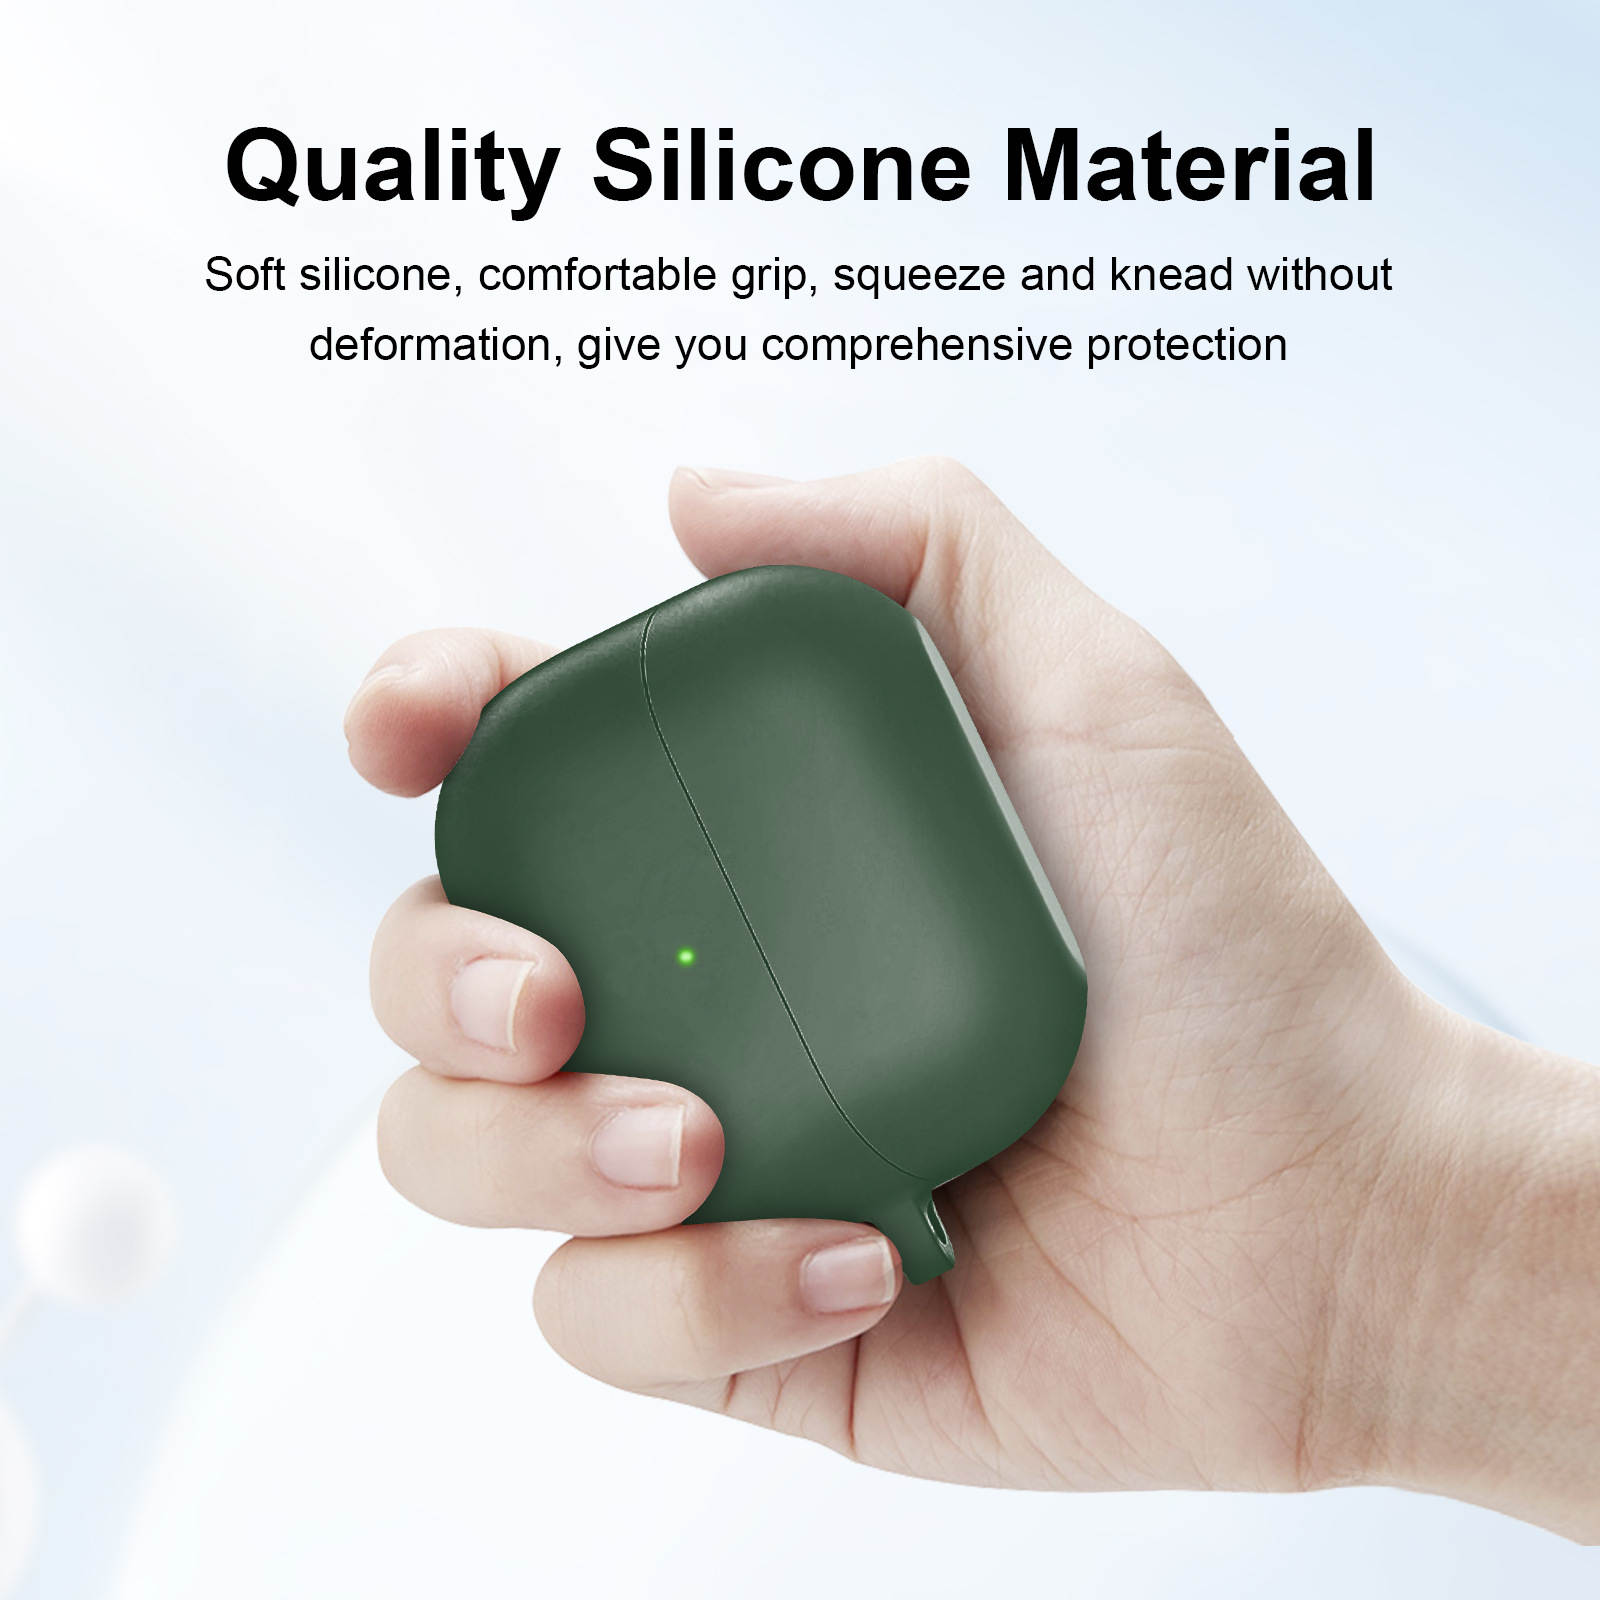 Quality Silicone Material
Soft silicone, comfortable grip, squeeze and knead without
deformation, give you comprehensive protection